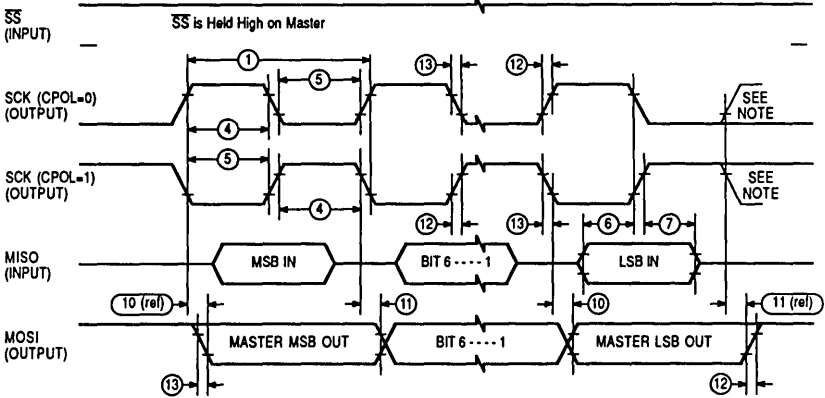 SS
(INPUT)
SS is Held High on Master
1
13
12
5
SCK (CPOL=0)
(OUTPUT)
SEE
NOTE
4
5
SCK (CPOL=1)
(OUTPUT)
SEE
NOTE
4
12
13
6
7
MISO
(INPUT)
MSB IN
BIT 6 - - - - 1
LSB IN
10 (ref)
11
10
11 (ref)
MOSI
(OUTPUT)
MASTER MSB OUT
BIT 6 - - - - 1
MASTER LSB OUT
13
12